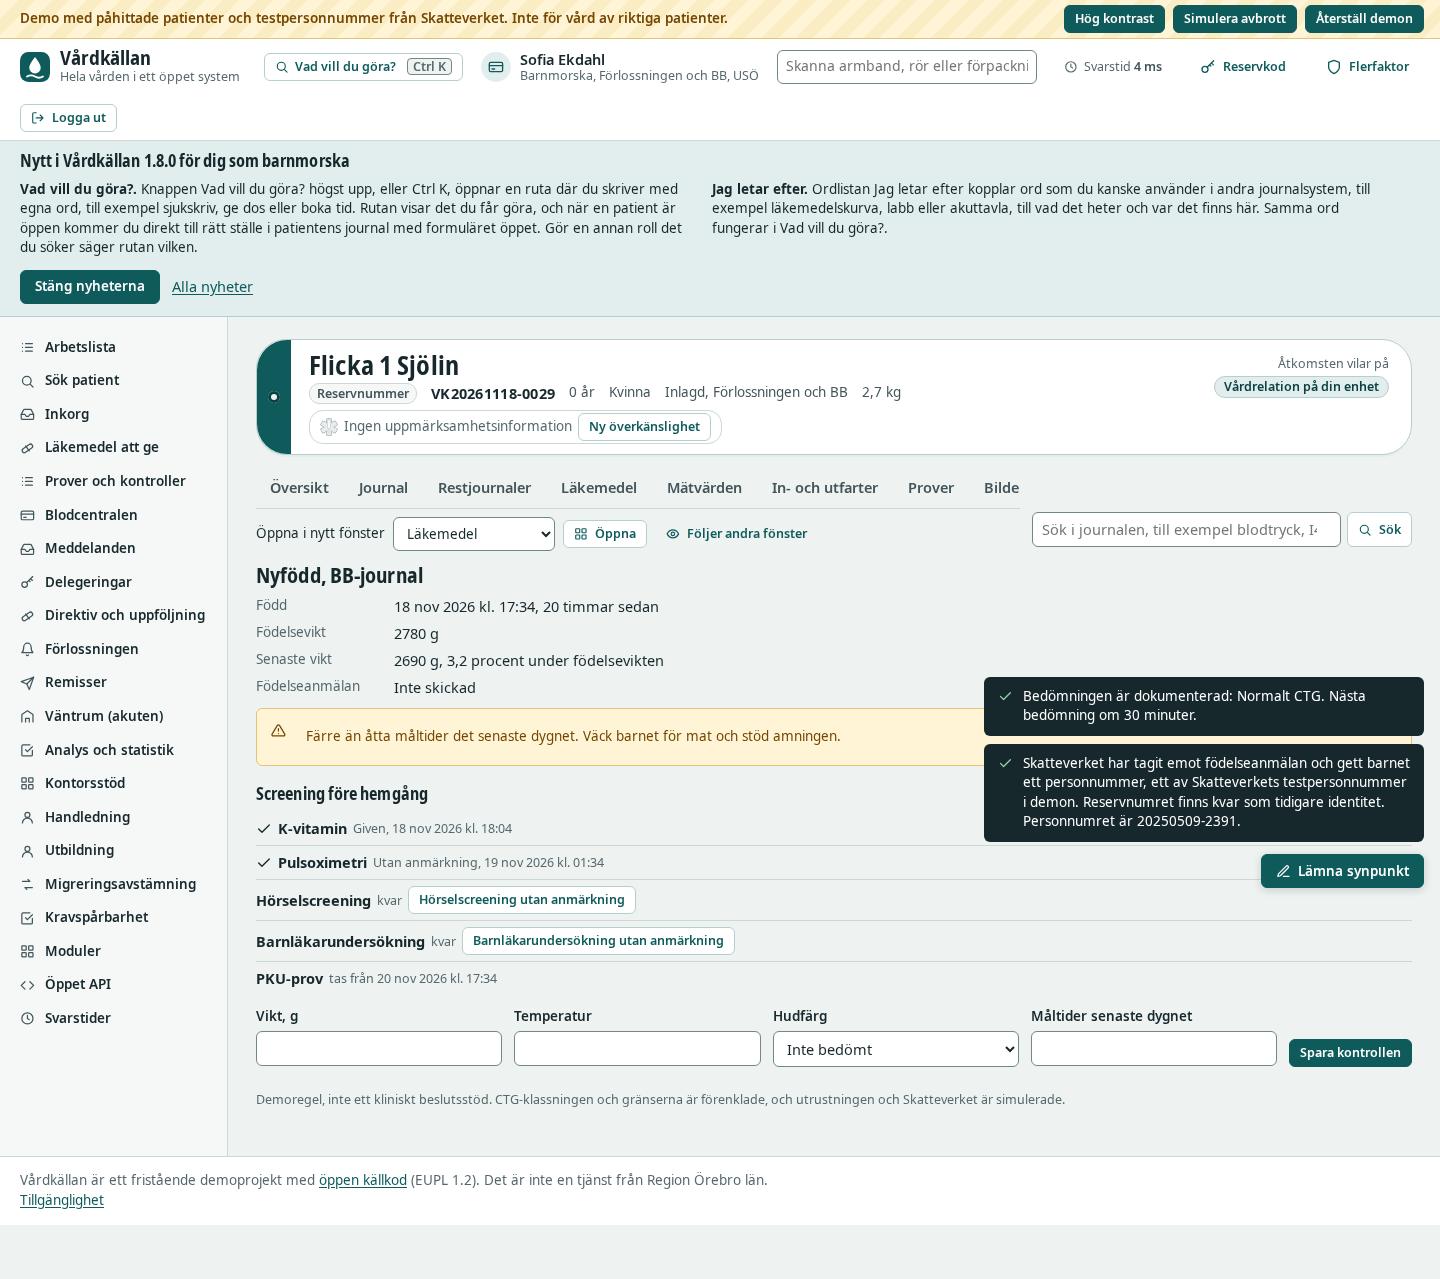 Demo med påhittade patienter och testpersonnummer från Skatteverket. Inte för vård av riktiga patienter.
Hög kontrast
Simulera avbrott
Återställ demon
Vårdkällan
Hela vården i ett öppet system
Vad vill du göra? Ctrl K
Sofia Ekdahl
Barnmorska, Förlossningen och BB, USÖ
Skanna armband, rör eller förpackni
Svarstid 4 ms
Reservkod
Flerfaktor
Logga ut
Nytt i Vårdkällan 1.8.0 för dig som barnmorska
Vad vill du göra?. Knappen Vad vill du göra? högst upp, eller Ctrl K, öppnar en ruta där du skriver med
egna ord, till exempel sjukskriv, ge dos eller boka tid. Rutan visar det du får göra, och när en patient är
öppen kommer du direkt till rätt ställe i patientens journal med formuläret öppet. Gör en annan roll det
du söker säger rutan vilken.
Jag letar efter. Ordlistan Jag letar efter kopplar ord som du kanske använder i andra journalsystem, till
exempel läkemedelskurva, labb eller akuttavla, till vad det heter och var det finns här. Samma ord
fungerar i Vad vill du göra?.
Stäng nyheterna
Alla nyheter
Arbetslista
Sök patient
Inkorg
Läkemedel att ge
Prover och kontroller
Blodcentralen
Meddelanden
Delegeringar
Direktiv och uppföljning
Förlossningen
Remisser
Väntrum (akuten)
Analys och statistik
Kontorsstöd
Handledning
Utbildning
Migreringsavstämning
Kravspårbarhet
Moduler
Öppet API
Svarstider
Flicka 1 Sjölin
Reservnummer VK20261118-0029 0 år Kvinna Inlagd, Förlossningen och BB 2,7 kg
Ingen uppmärksamhetsinformation Ny överkänslighet
Åtkomsten vilar på
Vårdrelation på din enhet
Översikt Journal Restjournaler Läkemedel Mätvärden In- och utfarter Prover Bilde
Öppna i nytt fönster Läkemedel Öppna Följer andra fönster
Sök i journalen, till exempel blodtryck, I4 Sök
Nyfödd, BB-journal
Född 18 nov 2026 kl. 17:34, 20 timmar sedan
Födelsevikt 2780 g
Senaste vikt 2690 g, 3,2 procent under födelsevikten
Födelseanmälan Inte skickad
Färre än åtta måltider det senaste dygnet. Väck barnet för mat och stöd amningen.
Bedömningen är dokumenterad: Normalt CTG. Nästa
bedömning om 30 minuter.
Skatteverket har tagit emot födelseanmälan och gett barnet
ett personnummer, ett av Skatteverkets testpersonnummer
i demon. Reservnumret finns kvar som tidigare identitet.
Personnumret är 20250509-2391.
Lämna synpunkt
Screening före hemgång
K-vitamin Given, 18 nov 2026 kl. 18:04
Pulsoximetri Utan anmärkning, 19 nov 2026 kl. 01:34
Hörselscreening kvar Hörselscreening utan anmärkning
Barnläkarundersökning kvar Barnläkarundersökning utan anmärkning
PKU-prov tas från 20 nov 2026 kl. 17:34
Vikt, g Temperatur Hudfärg Måltider senaste dygnet
Inte bedömt Spara kontrollen
Demoregel, inte ett kliniskt beslutsstöd. CTG-klassningen och gränserna är förenklade, och utrustningen och Skatteverket är simulerade.
Vårdkällan är ett fristående demoprojekt med öppen källkod (EUPL 1.2). Det är inte en tjänst från Region Örebro län.
Tillgänglighet